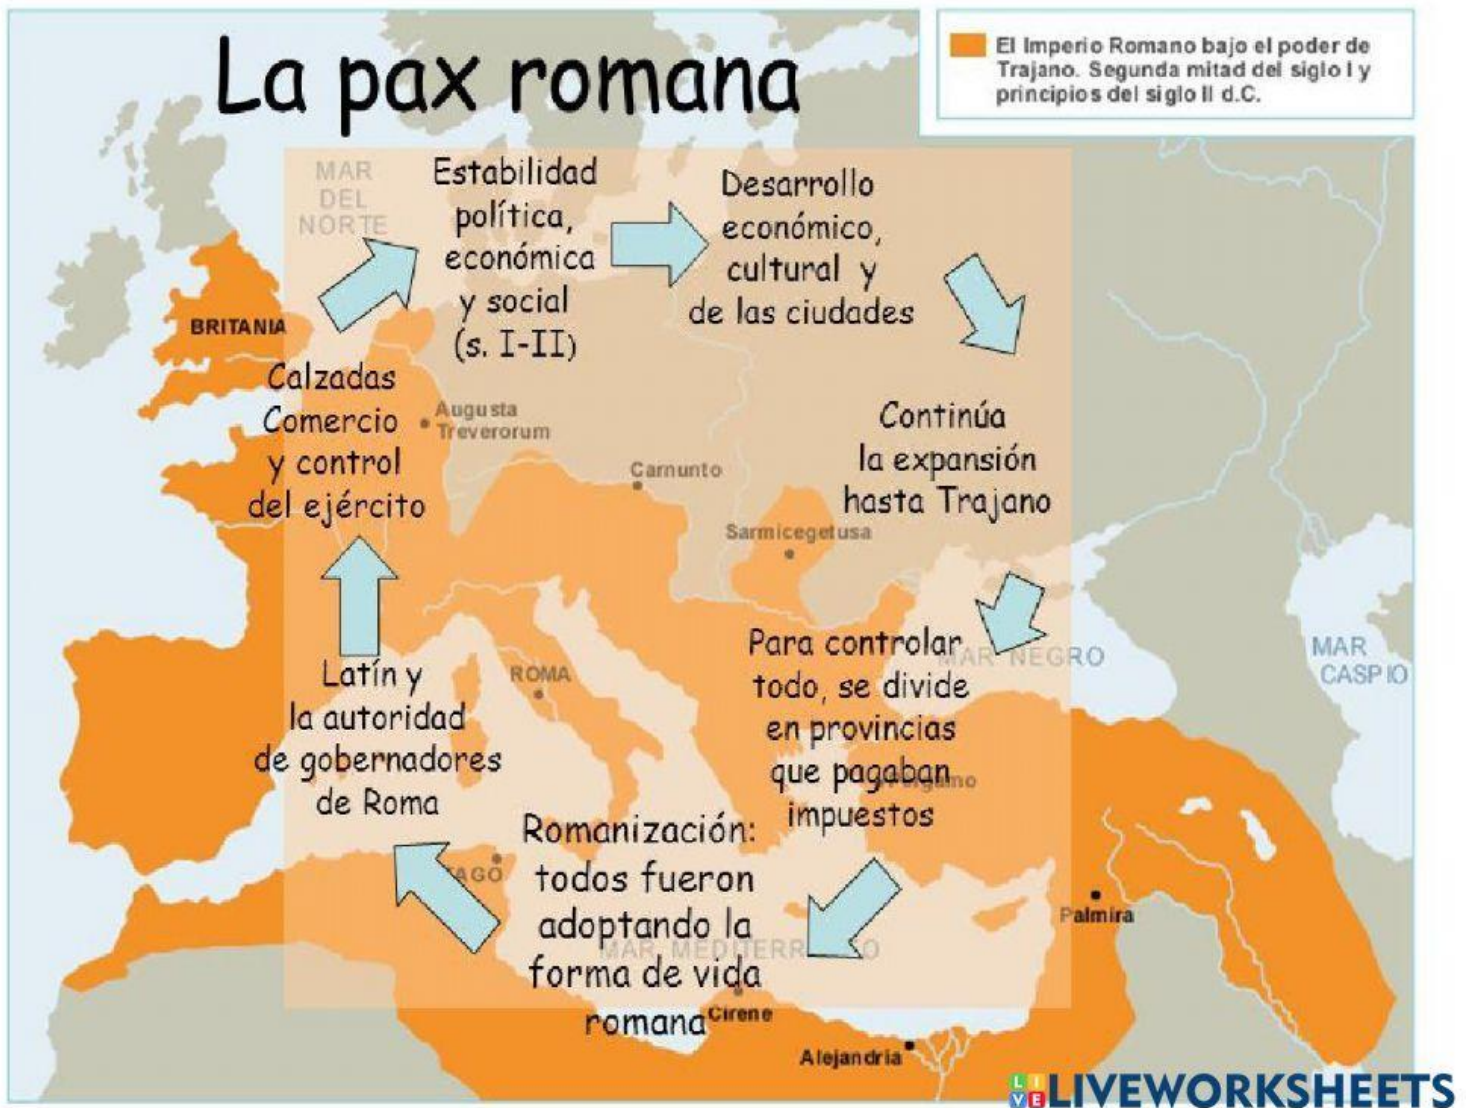 La pax romana
El Imperio Romano bajo el poder de
Trajano. Segunda mitad del siglo I y
principios del siglo II d.C.
MAR
DEL
NORTE
Estabilidad
política,
económica
y social
(s. I-II)
Desarrollo
económico,
cultural y
de las ciudades
BRITANIA
Calzadas
Comercio
y control
del ejército
Augusta
Treverorum
Carnunto
Continúa
la expansión
hasta Trajano
Sarmicegetusa
Para controlar
todo, se divide
en provincias
que pagaban
impuestos
MAR NEGRO
MAR
CASPIO
ROMA
Latín y
la autoridad
de gobernadores
de Roma
Romanización:
todos fueron
adoptando la
forma de vida
romana
TAGO
Palmira
Cirene
Alejandría
LIVEWORKSHEETS